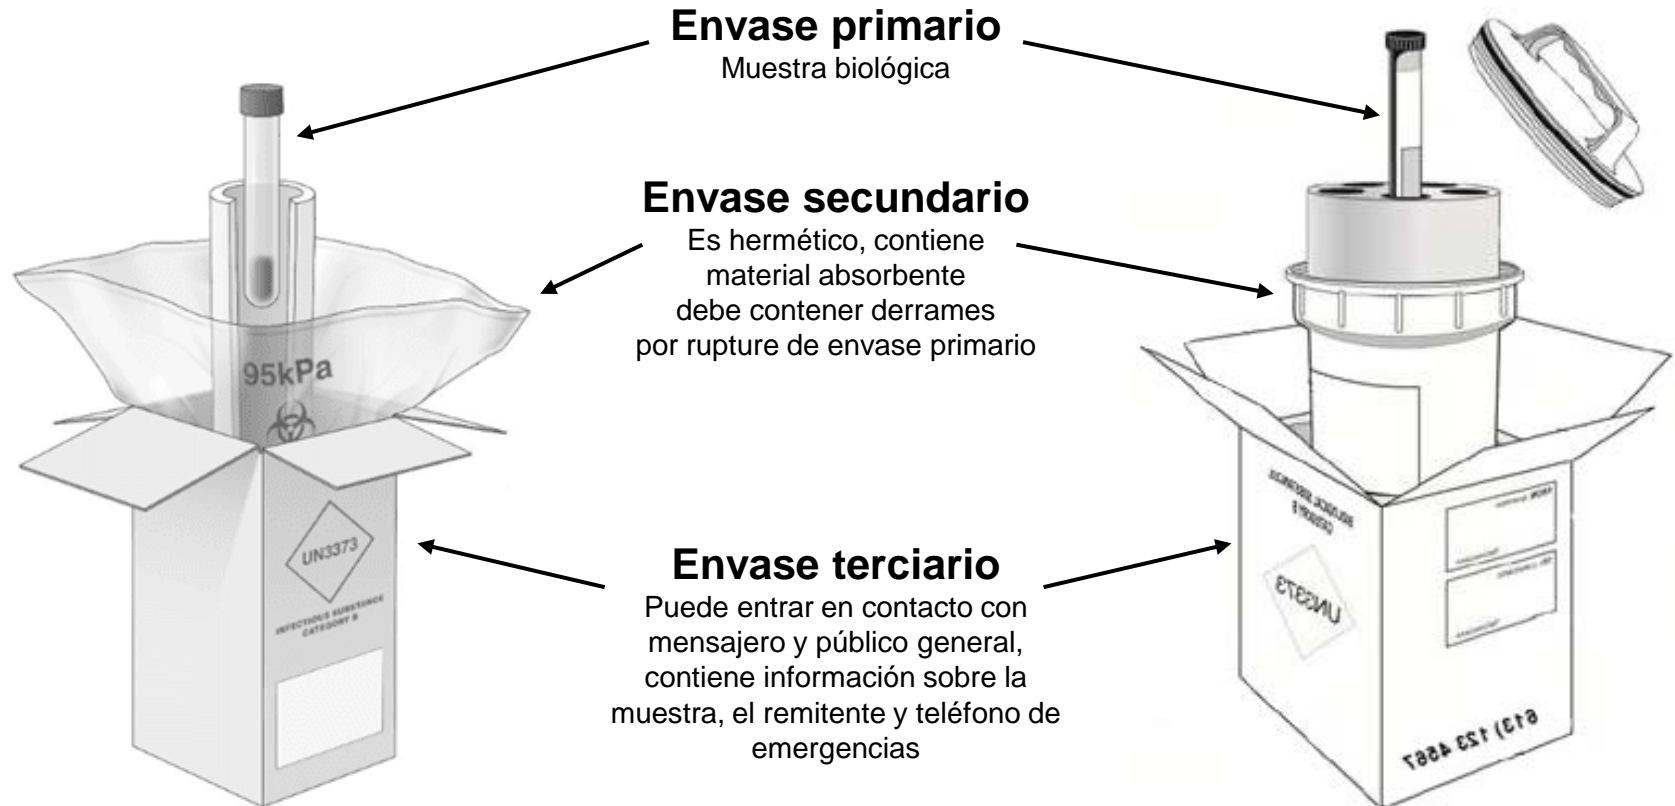 Envase primario
Muestra biológica
Envase secundario
Es hermético, contiene
material absorbente
debe contener derrames
por rupture de envase primario
95kPa
Envase terciario
Puede entrar en contacto con
mensajero y público general,
contiene información sobre la
muestra, el remitente y teléfono de
emergencias
UN3373
INFECTIOUS SUBSTANCE
CATEGORY B
CATEGORY B
UN3373
613) 123 4567